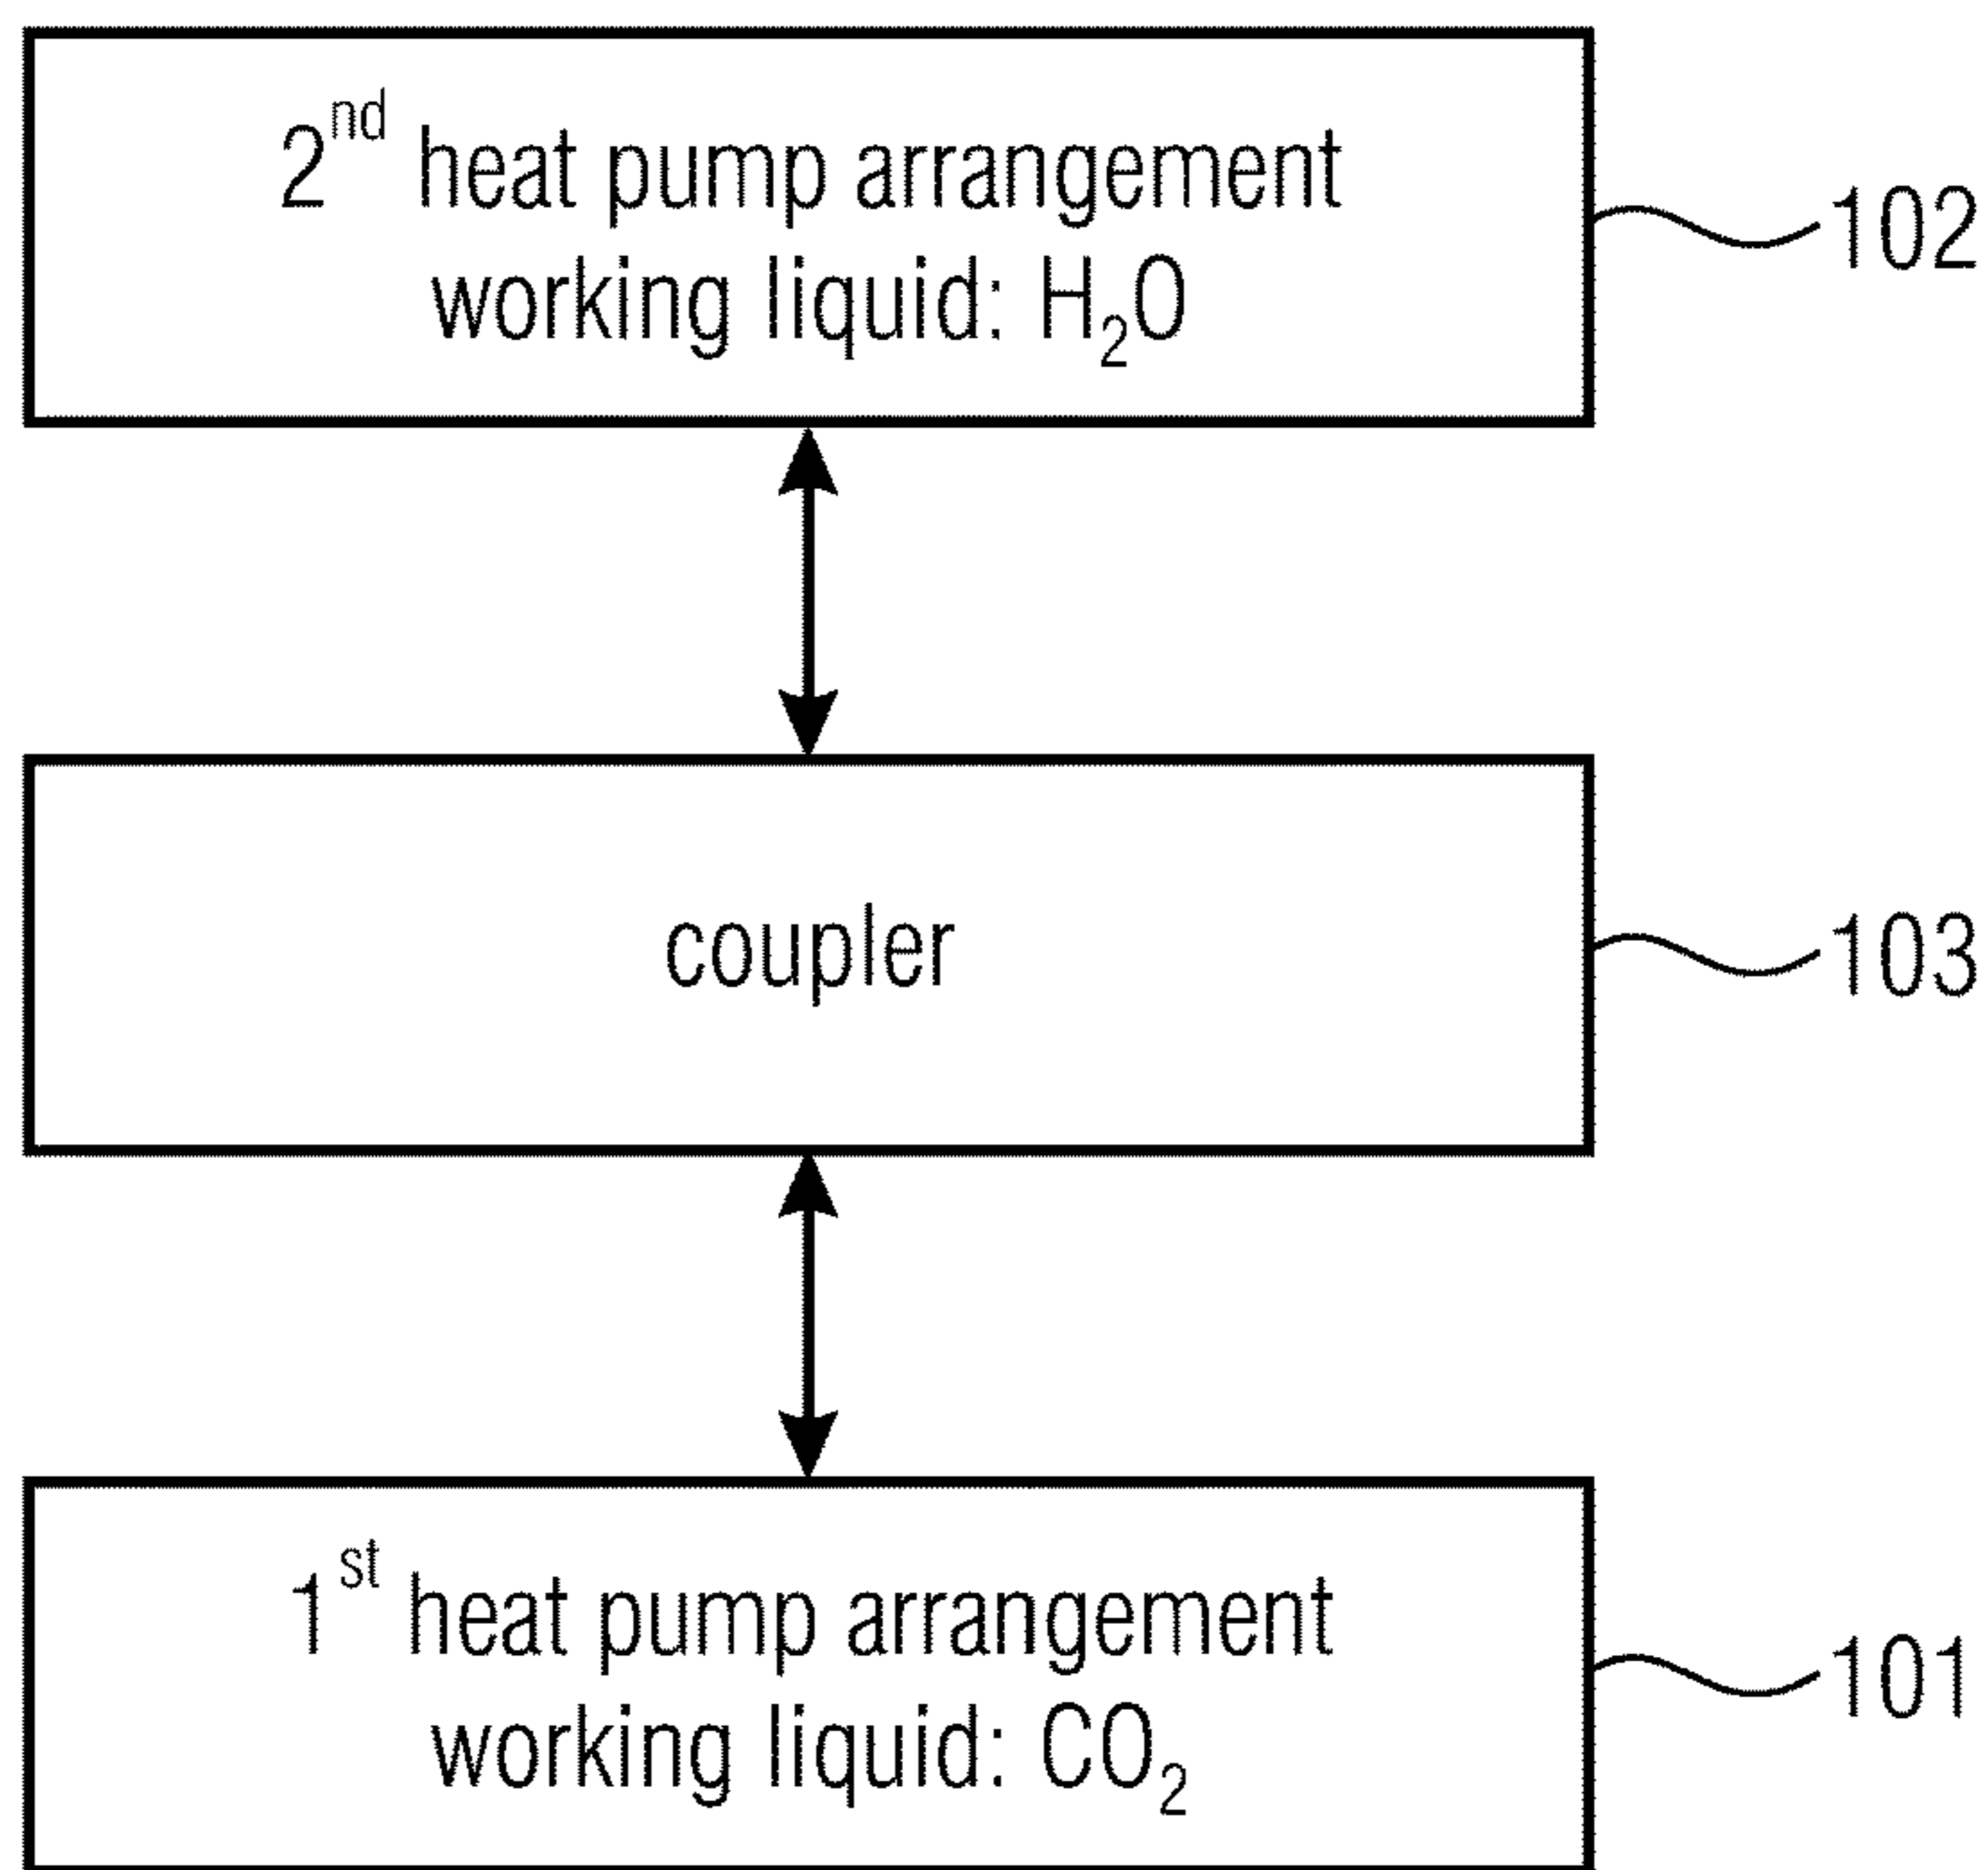 2nd heat pump arrangement
working liquid: H2O
102
coupler
103
1st heat pump arrangement
working liquid: CO2
101